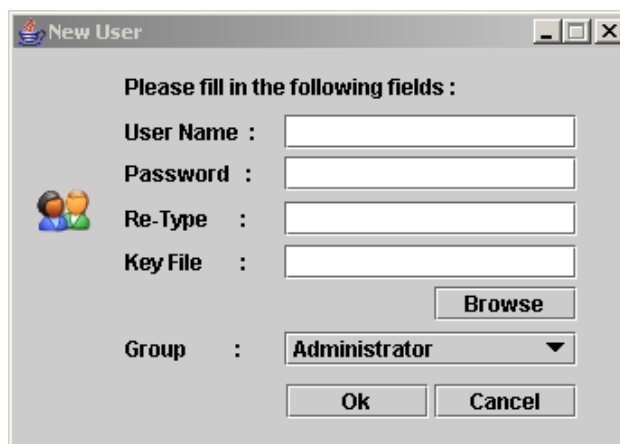 New User
Please fill in the following fields :
User Name :
Password :
Re-Type :
Key File :
Browse
Group : Administrator
Ok Cancel